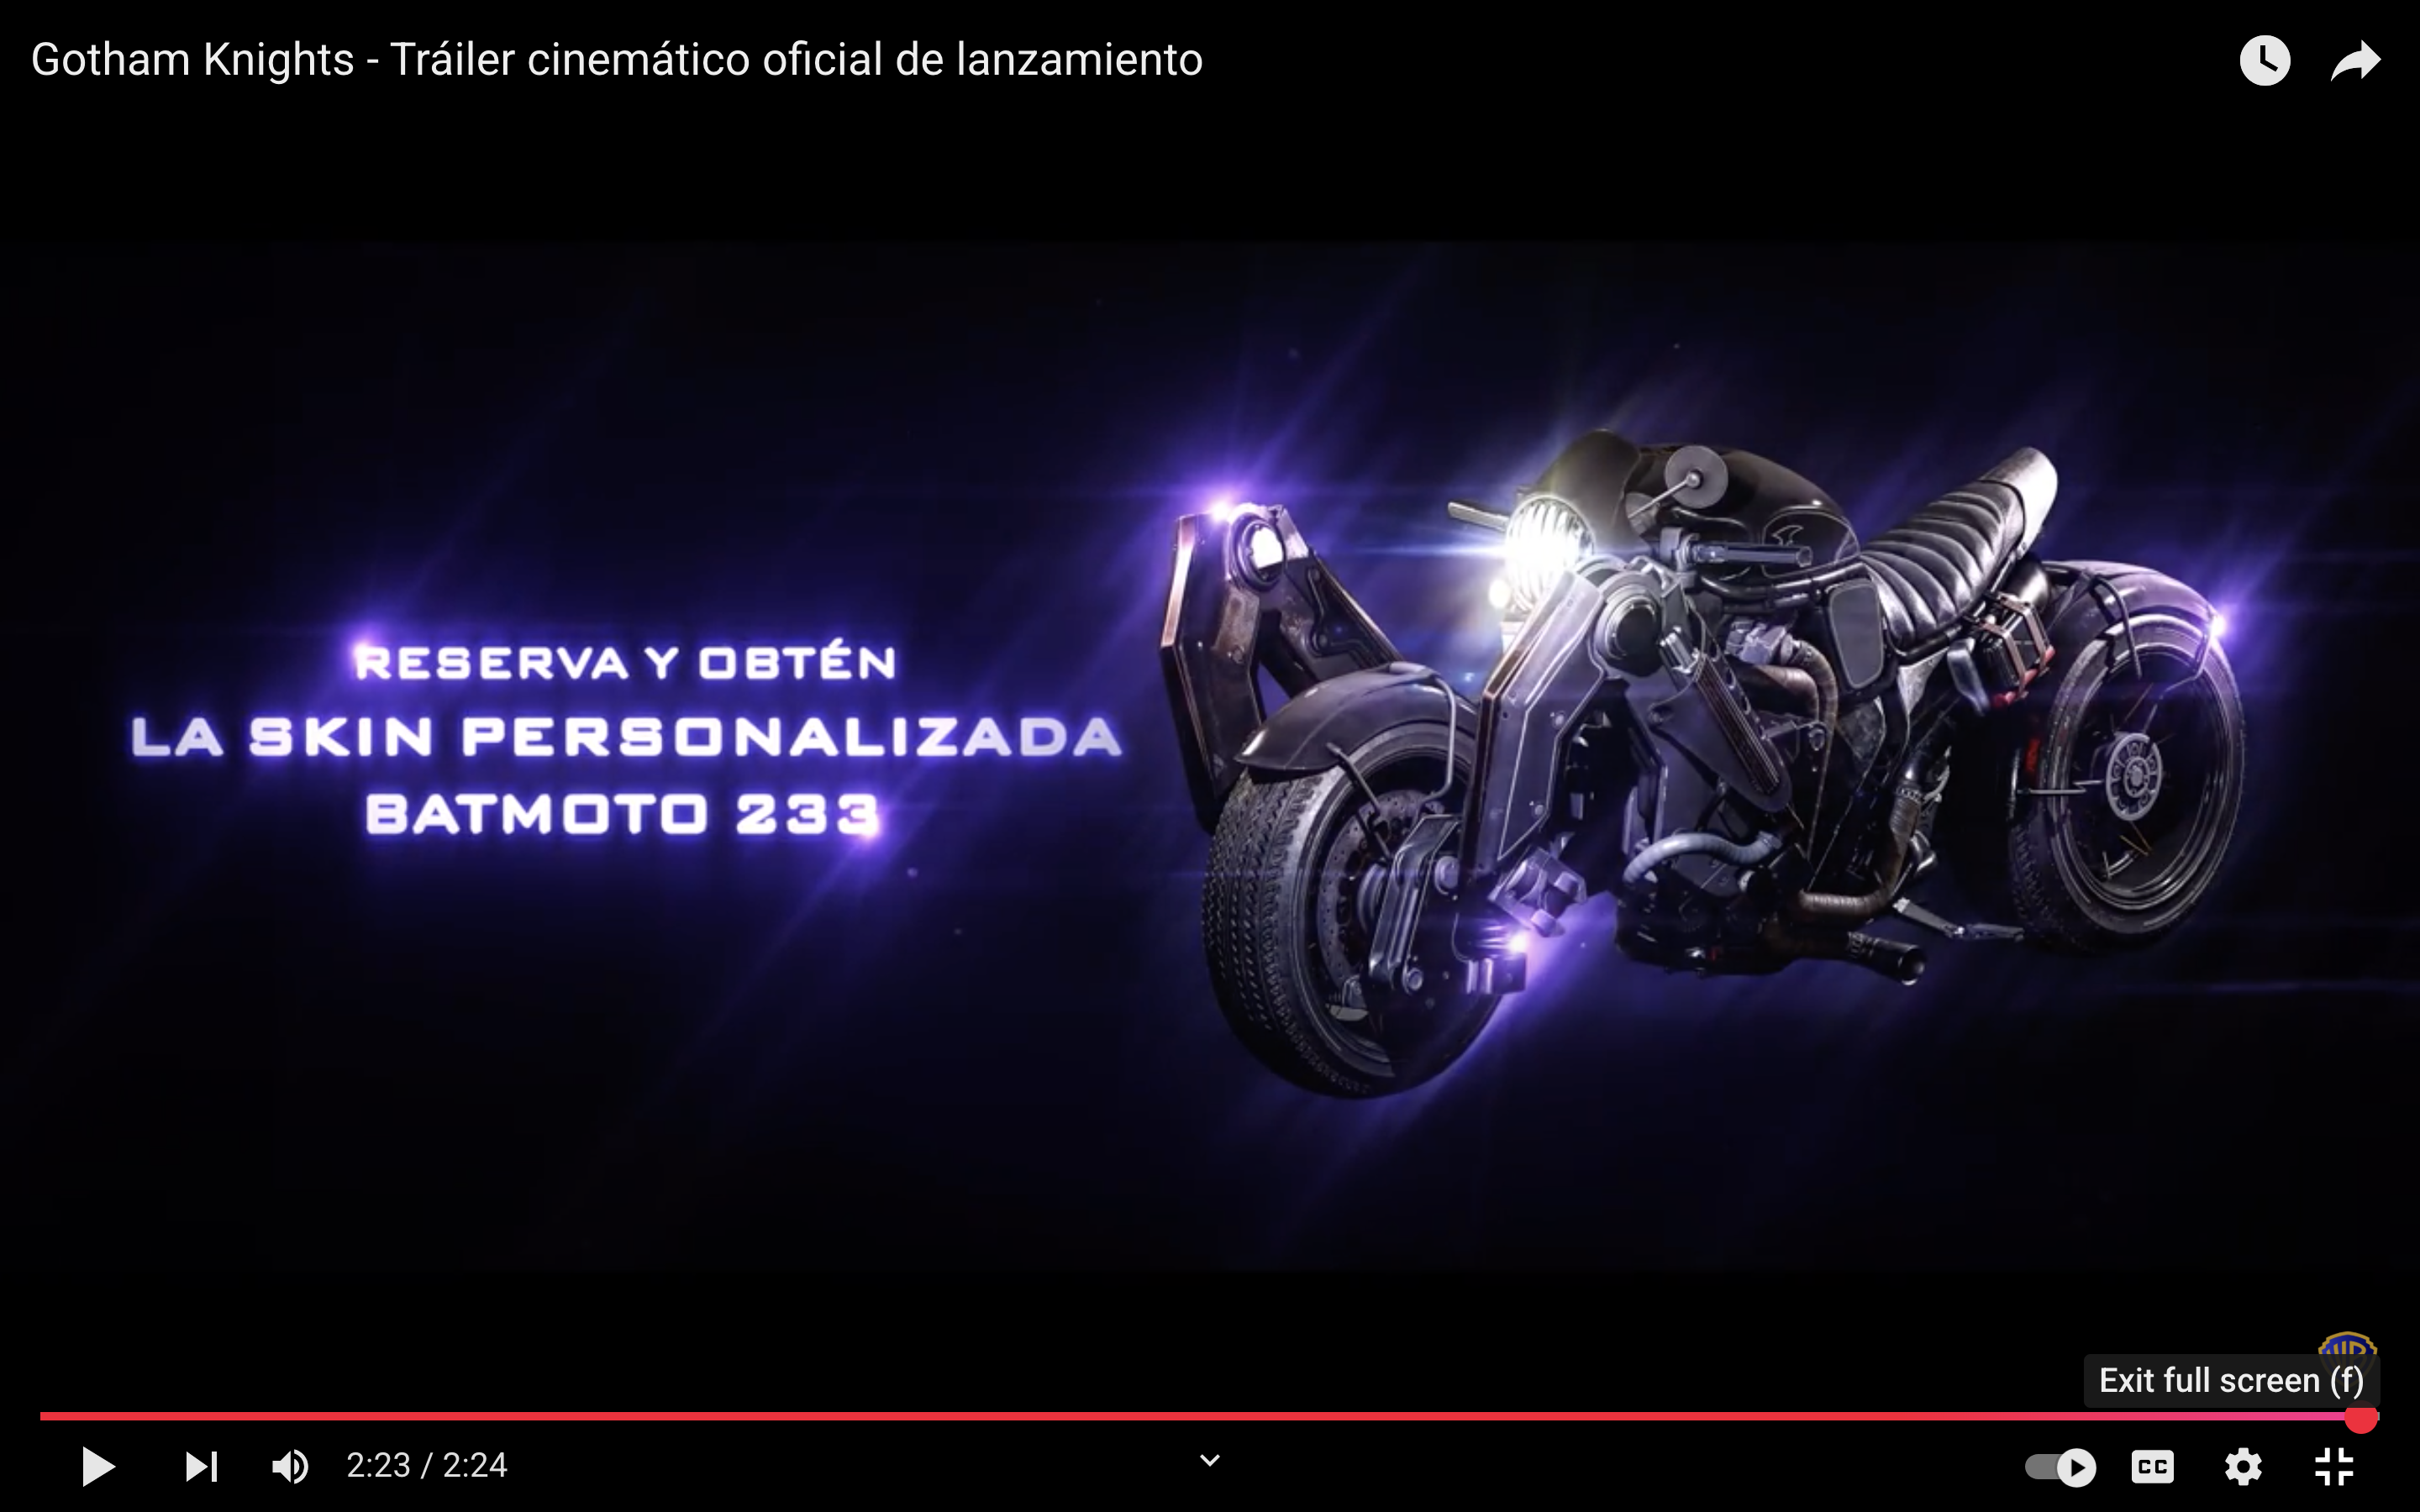 Gotham Knights - Tráiler cinemático oficial de lanzamiento
RESERVA Y OBTÉN
LA SKIN PERSONALIZADA
BATMOTO 233
Exit full screen (f)
2:23 / 2:24
CC